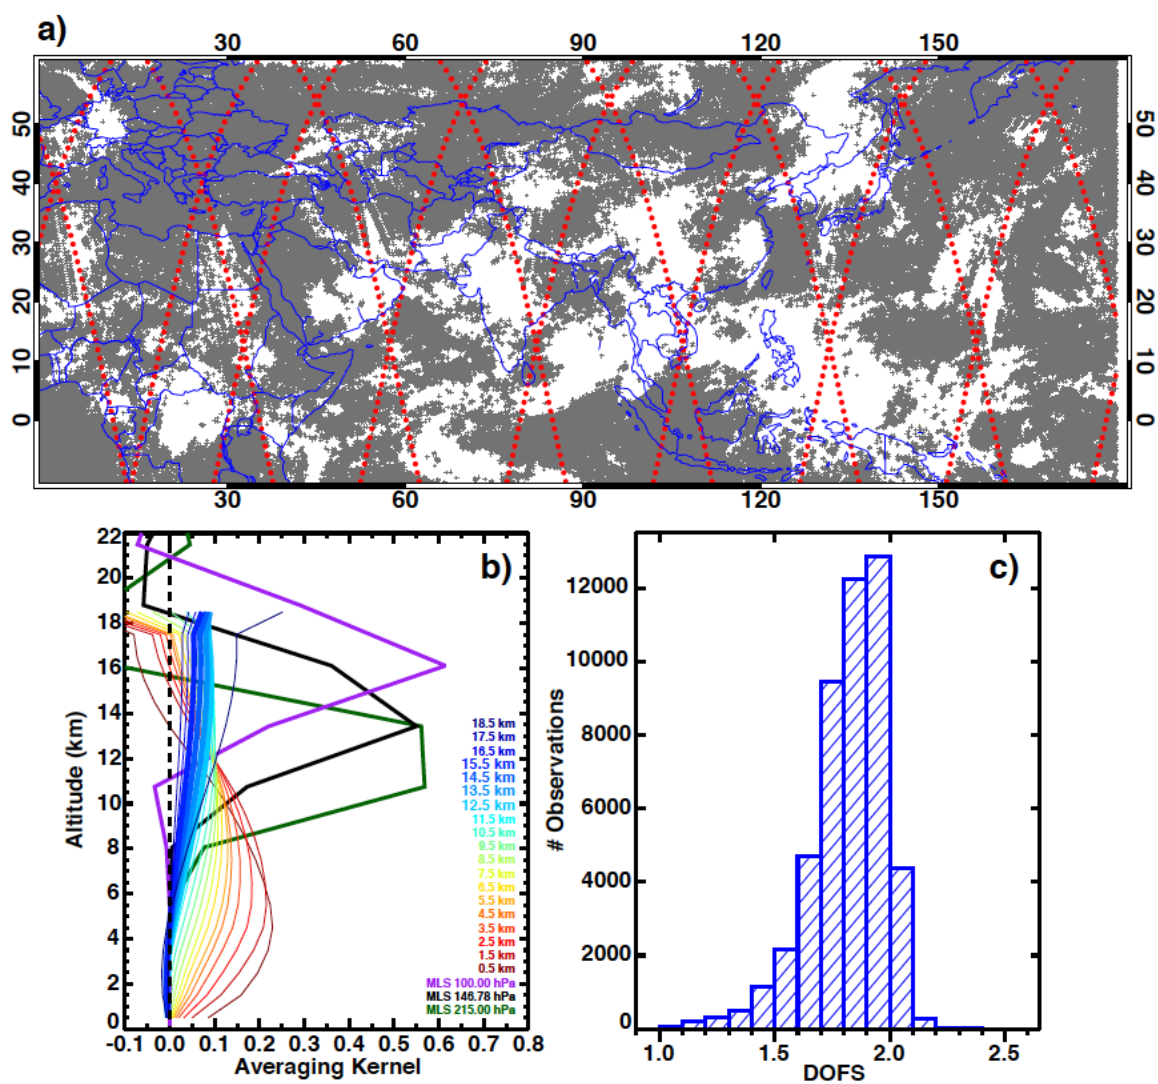 a)
30 60 90 120 150
50 50
40 40
30 30
20 20
10 10
0 0
30 60 90 120 150
b)
22
20
18
16
14
12
10
8
6
4
2
0
Altitude (km)
18.5 km
17.5 km
16.5 km
15.5 km
14.5 km
13.5 km
12.5 km
11.5 km
10.5 km
9.5 km
8.5 km
7.5 km
6.5 km
5.5 km
4.5 km
3.5 km
2.5 km
1.5 km
0.5 km
MLS 100.00 hPa
MLS 146.78 hPa
MLS 215.00 hPa
-0.1 0.0 0.1 0.2 0.3 0.4 0.5 0.6 0.7 0.8
Averaging Kernel
c)
12000
10000
8000
6000
4000
2000
0
# Observations
1.0 1.5 2.0 2.5
DOFS